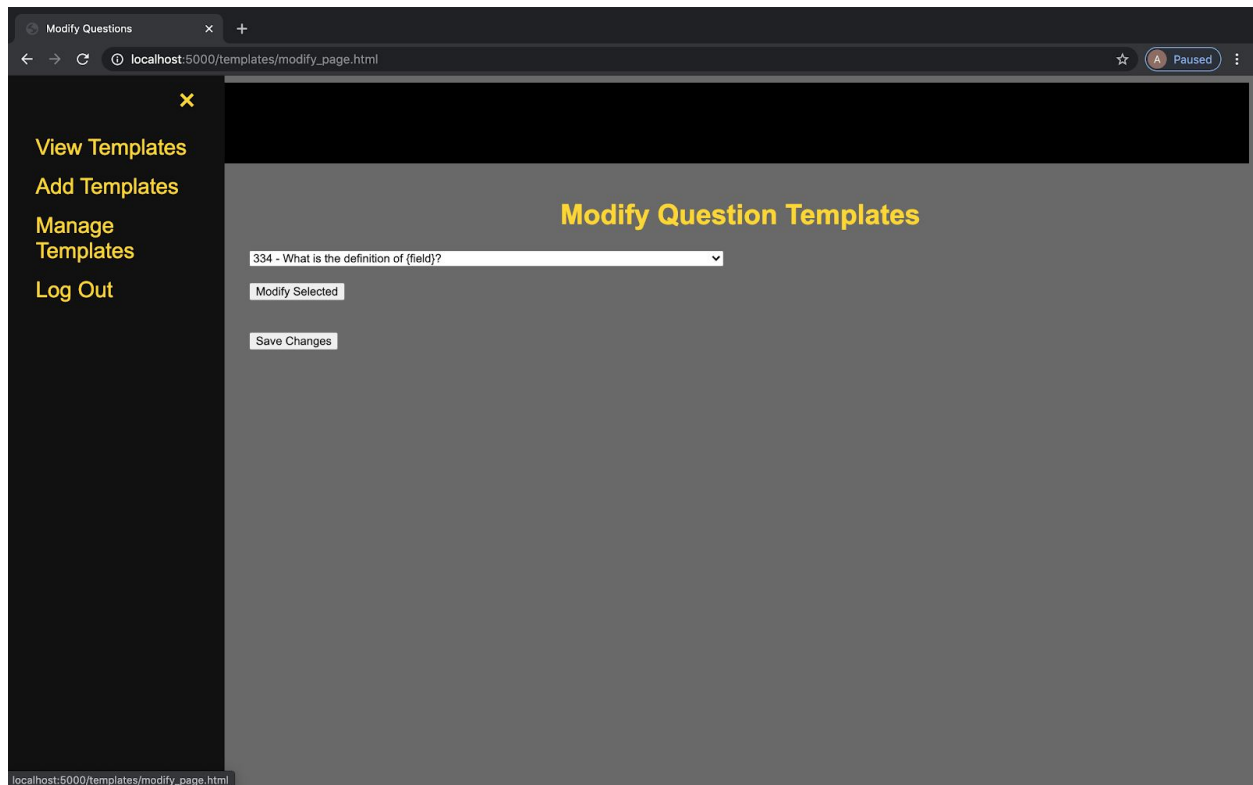 Modify Questions
localhost:5000/templates/modify_page.html
A Paused
View Templates
Add Templates
Manage
Templates
Log Out
Modify Question Templates
334 - What is the definition of {field}?
Modify Selected
Save Changes
localhost:5000/templates/modify_page.html